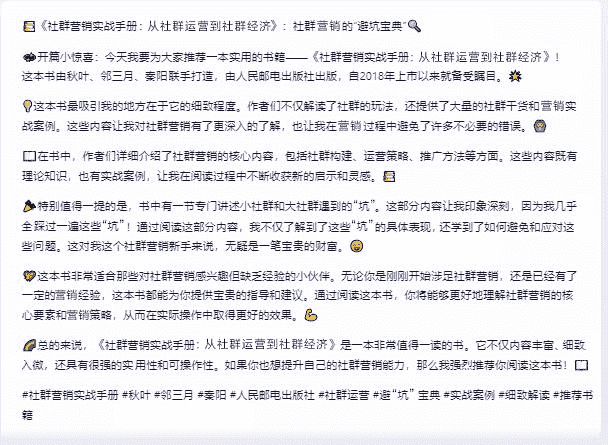 📔《社群营销实战手册：从社群运营到社群经济》：社群营销的“避坑宝典”🔍
📣开篇小惊喜：今天我要为大家推荐一本实用的书籍——《社群营销实战手册：从社群运营到社群经济》！
这本书由秋叶、邻三月、秦阳联手打造，由人民邮电出版社出版，自2018年上市以来就备受瞩目。💥
💡这本书最吸引我的地方在于它的细致程度。作者们不仅解读了社群的玩法，还提供了大量的社群干货和营销实
战案例。这些内容让我对社群营销有了更深入的了解，也让我在营销过程中避免了许多不必要的错误。
📖在书中，作者们详细介绍了社群营销的核心内容，包括社群构建、运营策略、推广方法等方面。这些内容既有
理论知识，也有实战案例，让我在阅读过程中不断收获新的启示和灵感。📔
🎉特别值得一提的是，书中有一节专门讲述小社群和大社群遇到的“坑”。这部分内容让我印象深刻，因为我几乎
全踩过一遍这些“坑”！通过阅读这部分内容，我不仅了解到了这些“坑”的具体表现，还学到了如何避免和应对这
些问题。这对我这个社群营销新手来说，无疑是一笔宝贵的财富。😄
💖这本书非常适合那些对社群营销感兴趣但缺乏经验的小伙伴。无论你是刚刚开始涉足社群营销，还是已经有了
一定的营销经验，这本书都能为你提供宝贵的指导和建议。通过阅读这本书，你将能够更好地理解社群营销的核
心要素和营销策略，从而在实际操作中取得更好的效果。💪
🌈总的来说，《社群营销实战手册：从社群运营到社群经济》是一本非常值得一读的书。它不仅内容丰富、细致
入微，还具有很强的实用性和可操作性。如果你也想提升自己的社群营销能力，那么我强烈推荐你阅读这本书！📖
#社群营销实战手册 #秋叶 #邻三月 #秦阳 #人民邮电出版社 #社群运营 #避“坑”宝典 #实战案例 #细致解读 #推荐书
籍